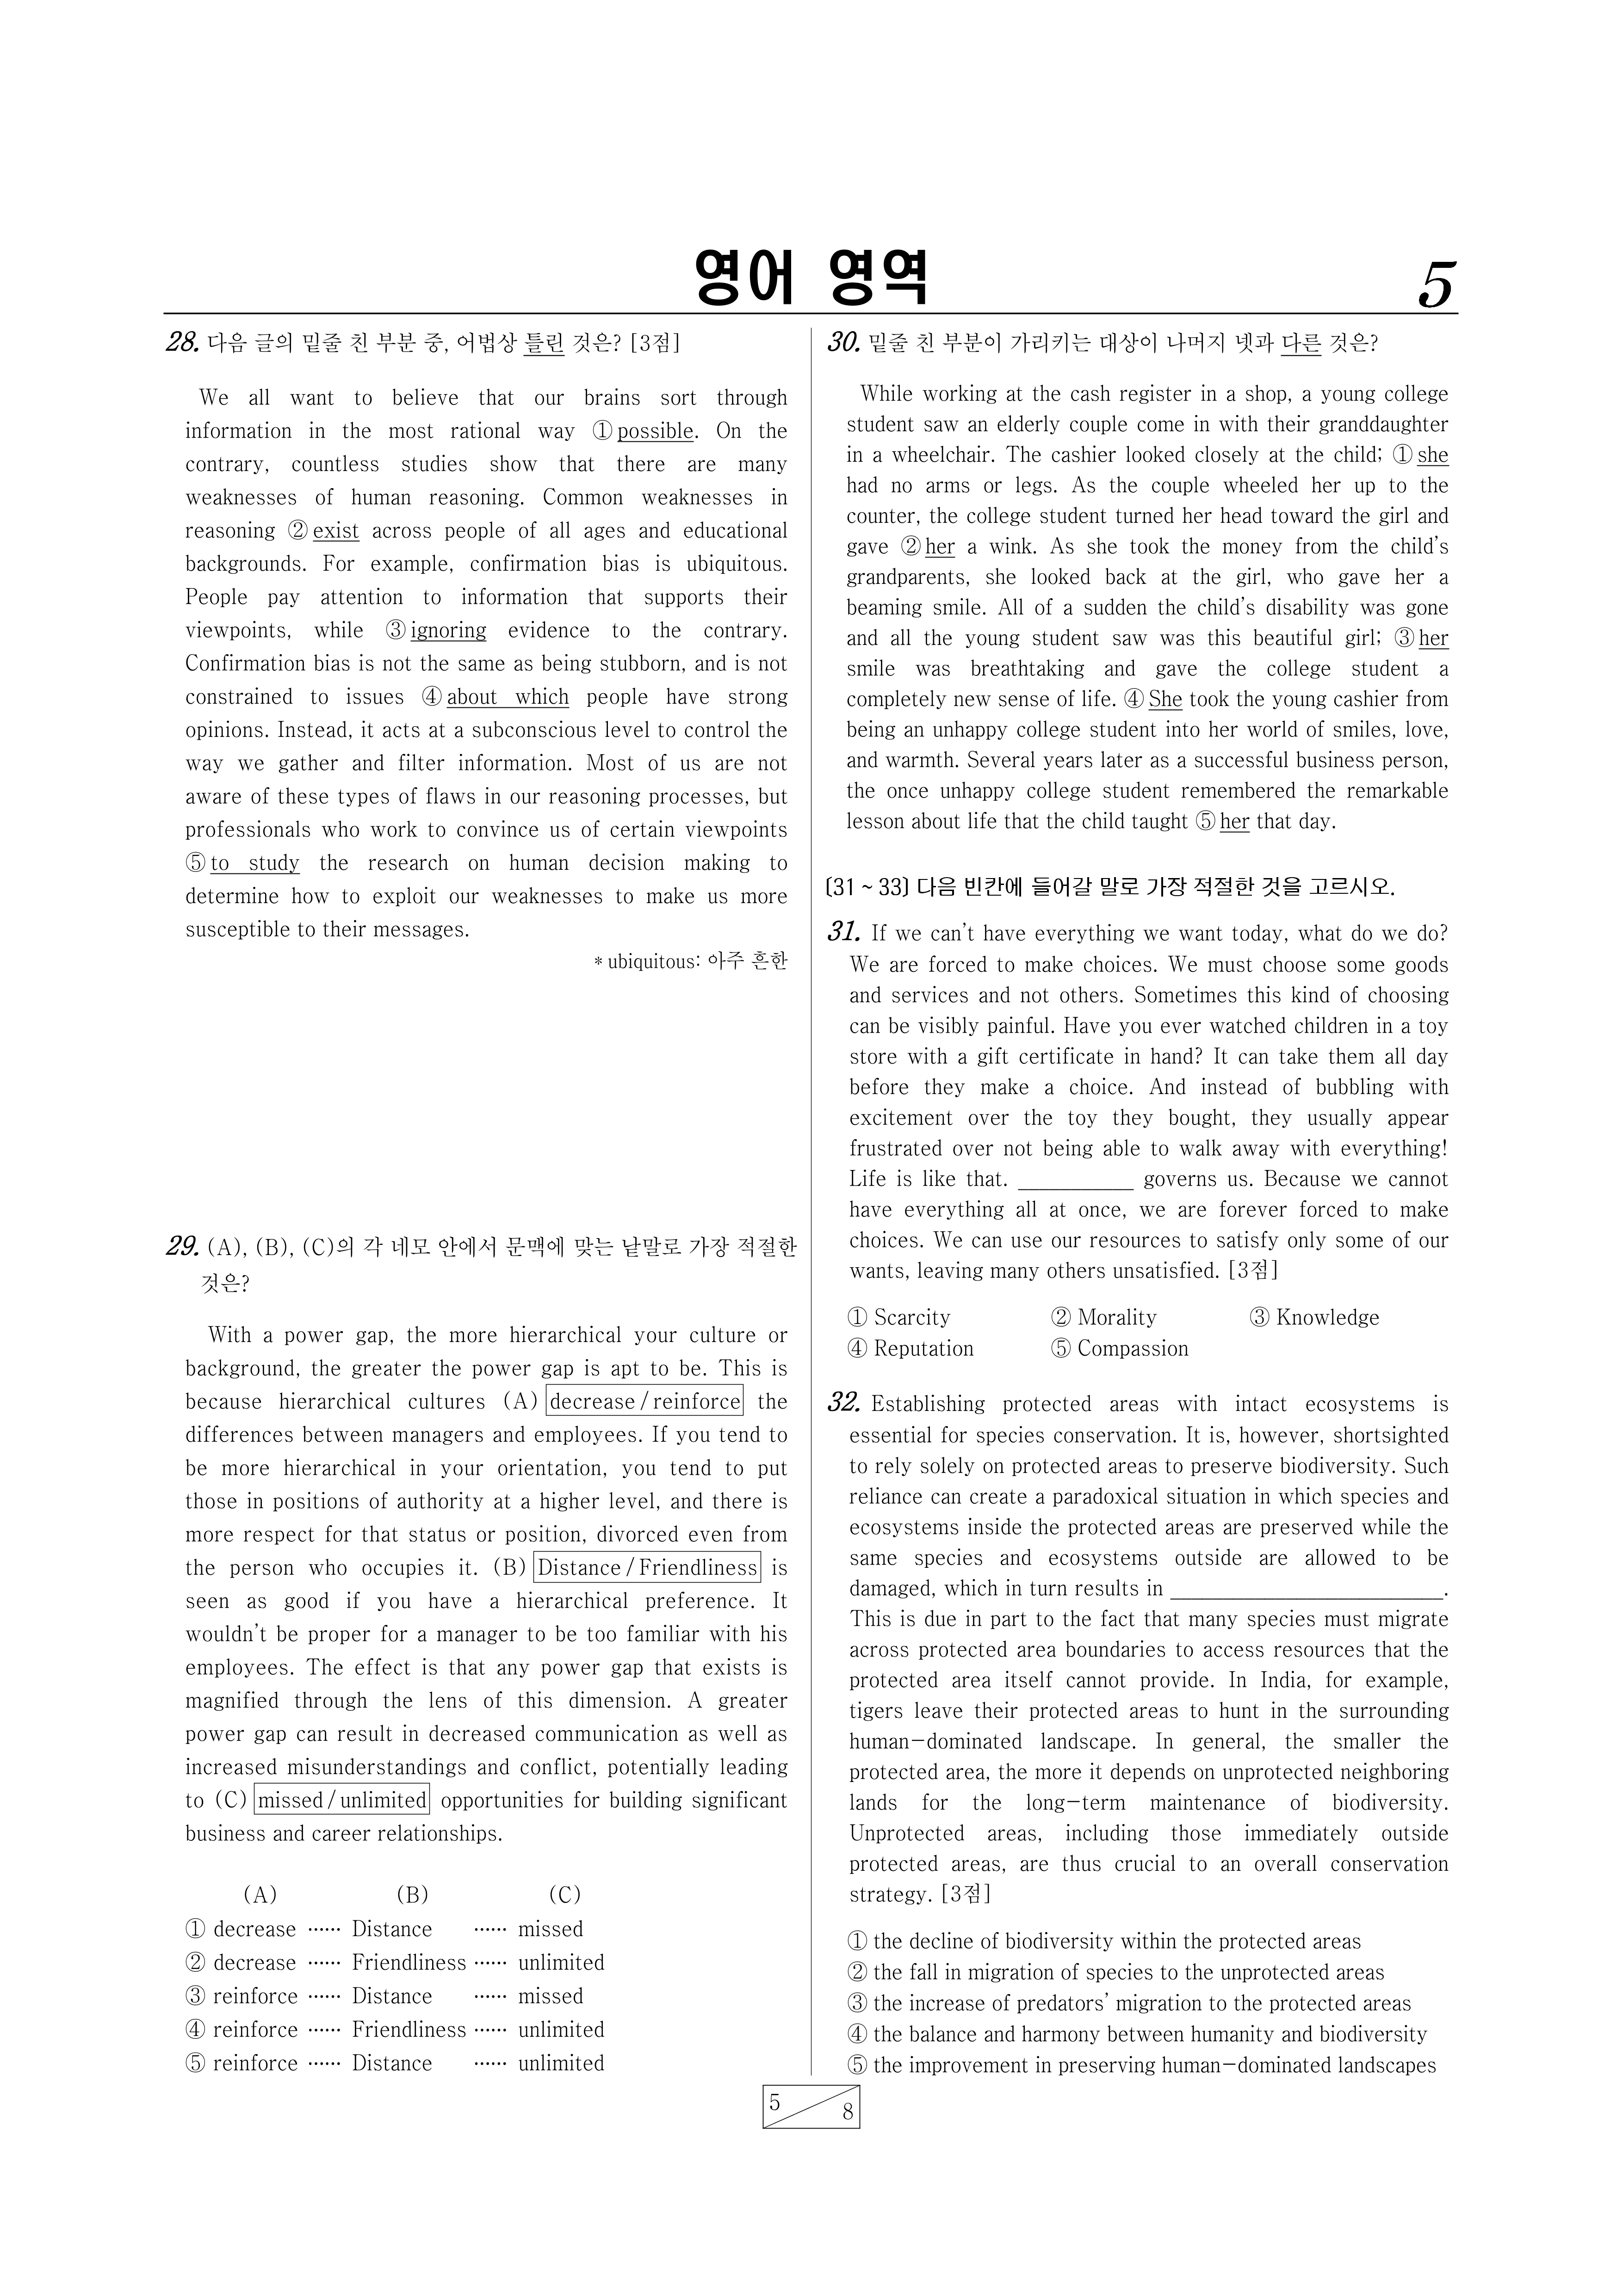 영어 영역
5
28. 다음 글의 밑줄 친 부분 중, 어법상 틀린 것은? [3점]
We all want to believe that our brains sort through
information in the most rational way ① possible. On the
contrary, countless studies show that there are many
weaknesses of human reasoning. Common weaknesses in
reasoning ② exist across people of all ages and educational
backgrounds. For example, confirmation bias is ubiquitous.
People pay attention to information that supports their
viewpoints, while ③ ignoring evidence to the contrary.
Confirmation bias is not the same as being stubborn, and is not
constrained to issues ④ about which people have strong
opinions. Instead, it acts at a subconscious level to control the
way we gather and filter information. Most of us are not
aware of these types of flaws in our reasoning processes, but
professionals who work to convince us of certain viewpoints
⑤ to study the research on human decision making to
determine how to exploit our weaknesses to make us more
susceptible to their messages.
* ubiquitous: 아주 흔한
29. (A), (B), (C)의 각 네모 안에서 문맥에 맞는 낱말로 가장 적절한
것은?
With a power gap, the more hierarchical your culture or
background, the greater the power gap is apt to be. This is
because hierarchical cultures (A) decrease / reinforce the
differences between managers and employees. If you tend to
be more hierarchical in your orientation, you tend to put
those in positions of authority at a higher level, and there is
more respect for that status or position, divorced even from
the person who occupies it. (B) Distance / Friendliness is
seen as good if you have a hierarchical preference. It
wouldn't be proper for a manager to be too familiar with his
employees. The effect is that any power gap that exists is
magnified through the lens of this dimension. A greater
power gap can result in decreased communication as well as
increased misunderstandings and conflict, potentially leading
to (C) missed / unlimited opportunities for building significant
business and career relationships.
(A) (B) (C)
① decrease …… Distance …… missed
② decrease …… Friendliness …… unlimited
③ reinforce …… Distance …… missed
④ reinforce …… Friendliness …… unlimited
⑤ reinforce …… Distance …… unlimited
30. 밑줄 친 부분이 가리키는 대상이 나머지 넷과 다른 것은?
While working at the cash register in a shop, a young college
student saw an elderly couple come in with their granddaughter
in a wheelchair. The cashier looked closely at the child; ① she
had no arms or legs. As the couple wheeled her up to the
counter, the college student turned her head toward the girl and
gave ② her a wink. As she took the money from the child's
grandparents, she looked back at the girl, who gave her a
beaming smile. All of a sudden the child's disability was gone
and all the young student saw was this beautiful girl; ③ her
smile was breathtaking and gave the college student a
completely new sense of life. ④ She took the young cashier from
being an unhappy college student into her world of smiles, love,
and warmth. Several years later as a successful business person,
the once unhappy college student remembered the remarkable
lesson about life that the child taught ⑤ her that day.
[31 ~ 33] 다음 빈칸에 들어갈 말로 가장 적절한 것을 고르시오.
31. If we can't have everything we want today, what do we do?
We are forced to make choices. We must choose some goods
and services and not others. Sometimes this kind of choosing
can be visibly painful. Have you ever watched children in a toy
store with a gift certificate in hand? It can take them all day
before they make a choice. And instead of bubbling with
excitement over the toy they bought, they usually appear
frustrated over not being able to walk away with everything!
Life is like that. __________ governs us. Because we cannot
have everything all at once, we are forever forced to make
choices. We can use our resources to satisfy only some of our
wants, leaving many others unsatisfied. [3점]
① Scarcity ② Morality ③ Knowledge
④ Reputation ⑤ Compassion
32. Establishing protected areas with intact ecosystems is
essential for species conservation. It is, however, shortsighted
to rely solely on protected areas to preserve biodiversity. Such
reliance can create a paradoxical situation in which species and
ecosystems inside the protected areas are preserved while the
same species and ecosystems outside are allowed to be
damaged, which in turn results in ________________________.
This is due in part to the fact that many species must migrate
across protected area boundaries to access resources that the
protected area itself cannot provide. In India, for example,
tigers leave their protected areas to hunt in the surrounding
human-dominated landscape. In general, the smaller the
protected area, the more it depends on unprotected neighboring
lands for the long-term maintenance of biodiversity.
Unprotected areas, including those immediately outside
protected areas, are thus crucial to an overall conservation
strategy. [3점]
① the decline of biodiversity within the protected areas
② the fall in migration of species to the unprotected areas
③ the increase of predators' migration to the protected areas
④ the balance and harmony between humanity and biodiversity
⑤ the improvement in preserving human-dominated landscapes
5
8